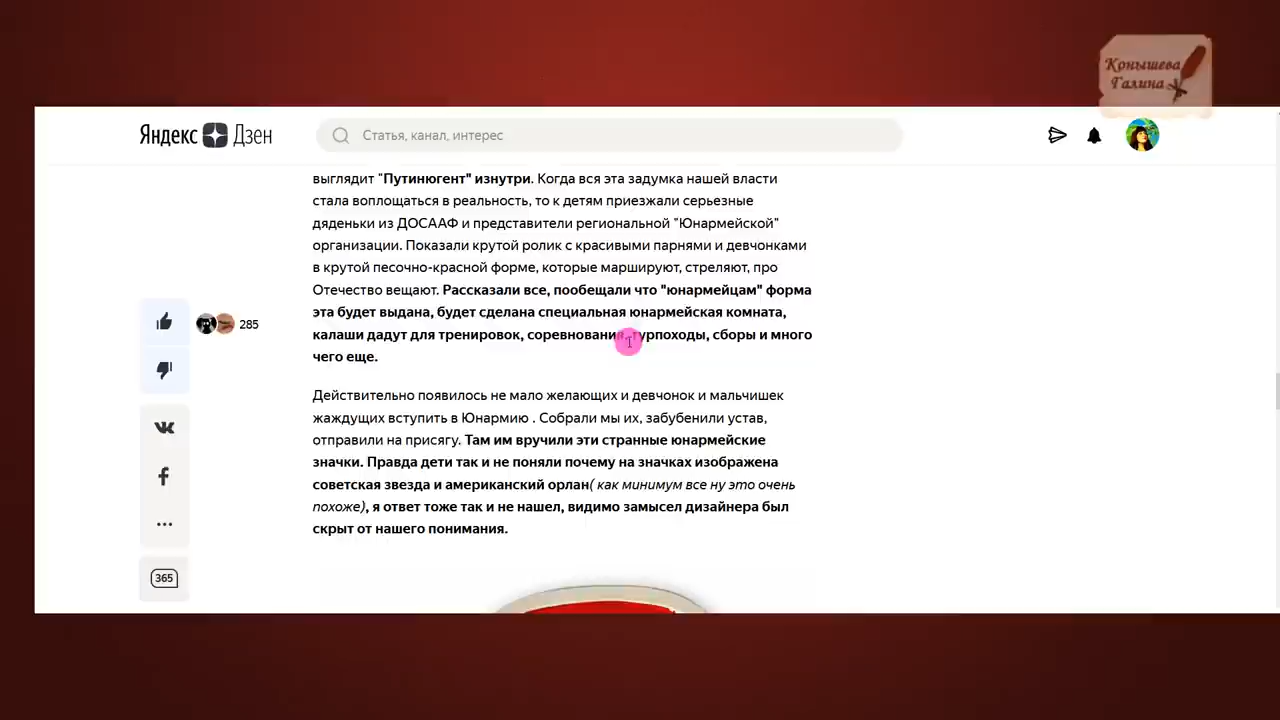 Конышева
Галина
Яндекс Дзен
Статья, канал, интерес
выглядит "Путинюгент" изнутри. Когда вся эта задумка нашей власти
стала воплощаться в реальность, то к детям приезжали серьезные
дяденьки из ДОСААФ и представители региональной "Юнармейской"
организации. Показали крутой ролик с красивыми парнями и девчонками
в крутой песочно-красной форме, которые маршируют, стреляют, про
Отечество вещают. Рассказали все, пообещали что "юнармейцам" форма
эта будет выдана, будет сделана специальная юнармейская комната,
калаши дадут для тренировок, соревнования, турпоходы, сборы и много
чего еще.
285
Действительно появилось не мало желающих и девчонок и мальчишек
жаждущих вступить в Юнармию . Собрали мы их, забубенили устав,
отправили на присягу. Там им вручили эти странные юнармейские
значки. Правда дети так и не поняли почему на значках изображена
советская звезда и американский орлан( как минимум все ну это очень
похоже), я ответ тоже так и не нашел, видимо замысел дизайнера был
скрыт от нашего понимания.
365